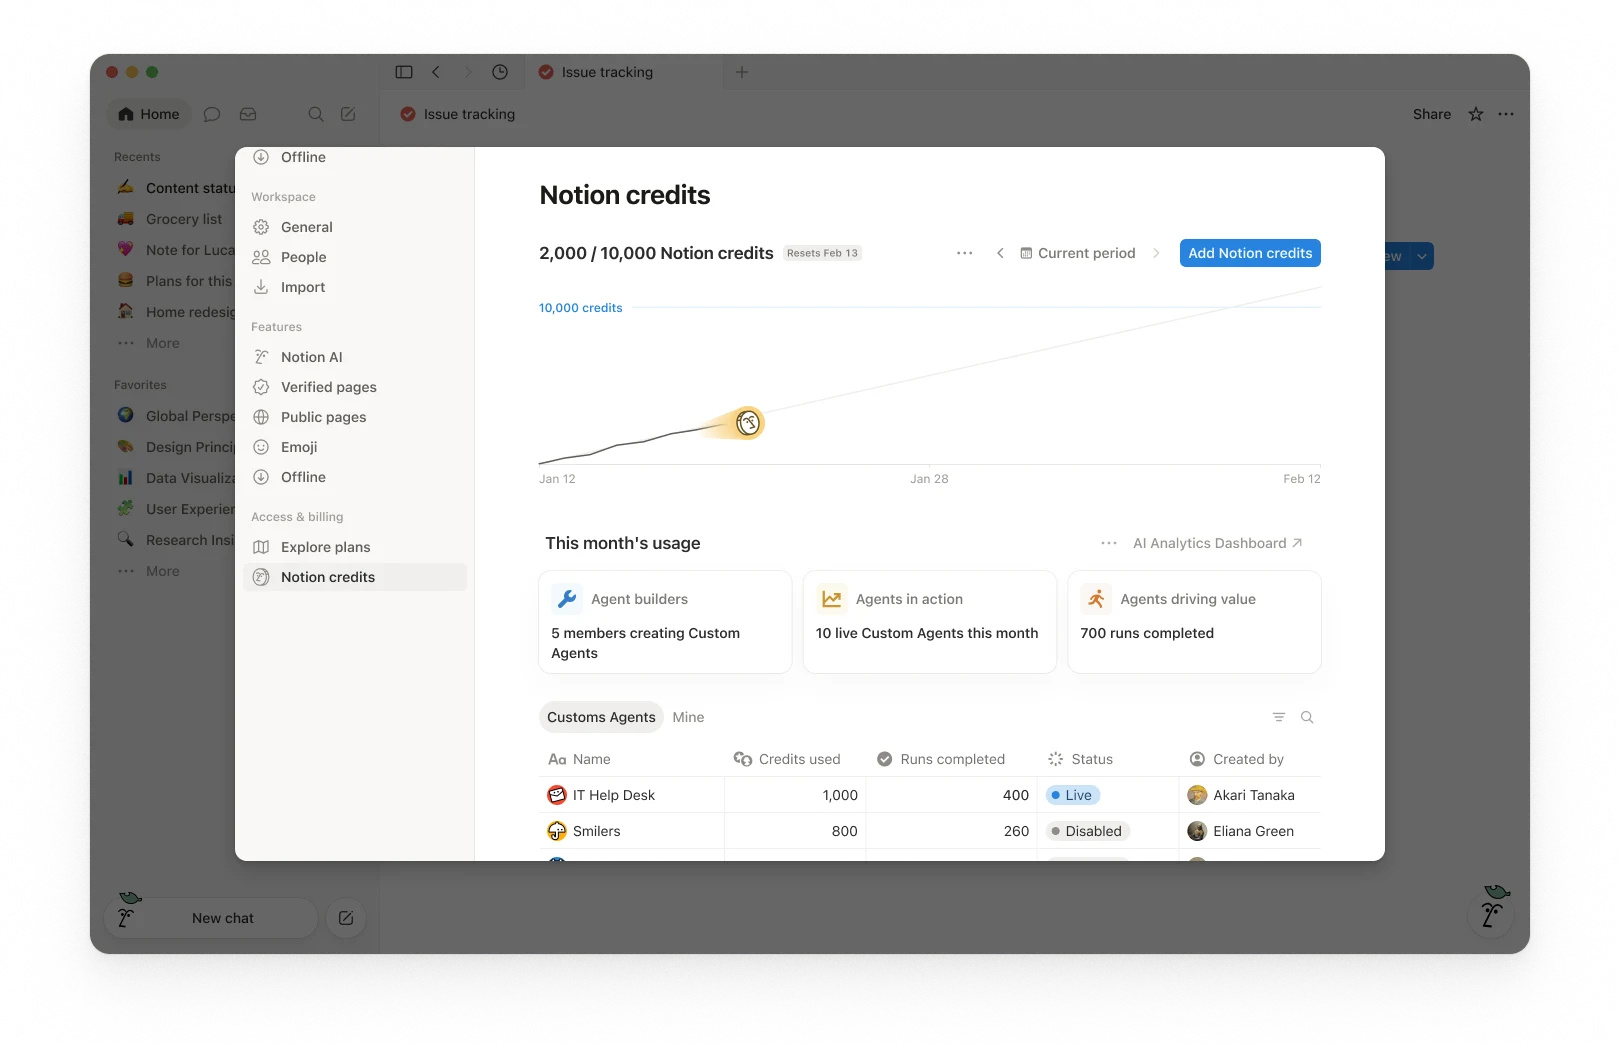 Issue tracking
Home
Issue tracking
Share
Recents
Content statu
Grocery list
Note for Luca
Plans for this
Home redesig
More
Favorites
Global Perspe
Design Princi
Data Visualiza
User Experien
Research Insi
More
New chat
ew
Offline
Workspace
General
People
Import
Features
Notion AI
Verified pages
Public pages
Emoji
Offline
Access & billing
Explore plans
Notion credits
Notion credits
2,000 / 10,000 Notion credits Resets Feb 13
Current period
Add Notion credits
10,000 credits
Jan 12 Jan 28 Feb 12
This month's usage
AI Analytics Dashboard ↗
Agent builders
5 members creating Custom
Agents
Agents in action
10 live Custom Agents this month
Agents driving value
700 runs completed
Customs Agents Mine
Aa Name Credits used Runs completed Status Created by
IT Help Desk 1,000 400 Live Akari Tanaka
Smilers 800 260 Disabled Eliana Green